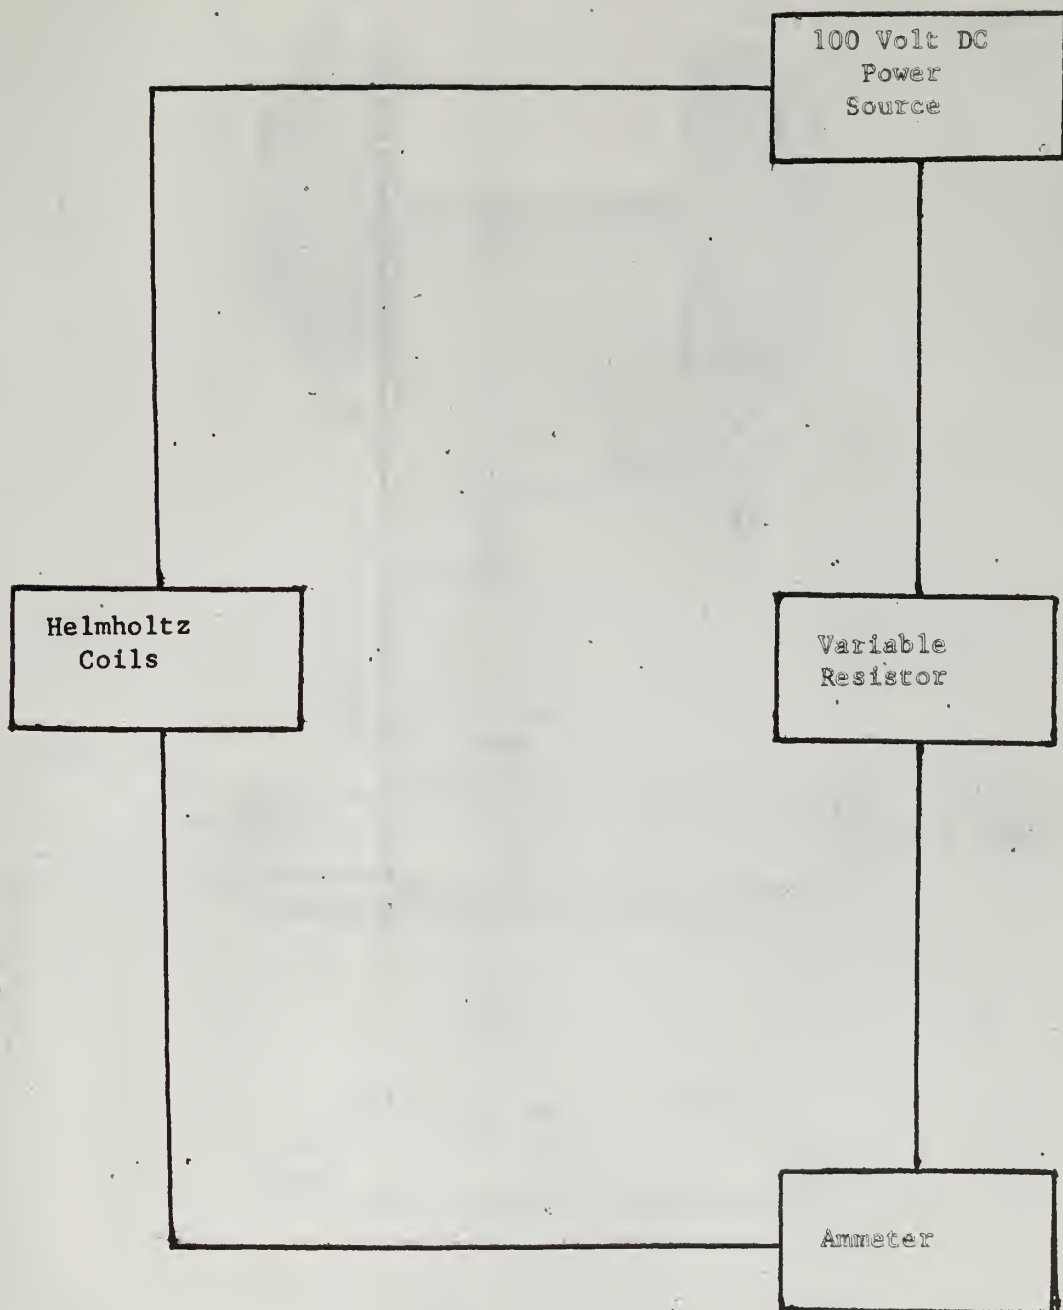 100 Volt DC
Power
Source
Helmholtz
Coils
Variable
Resistor
Ammeter